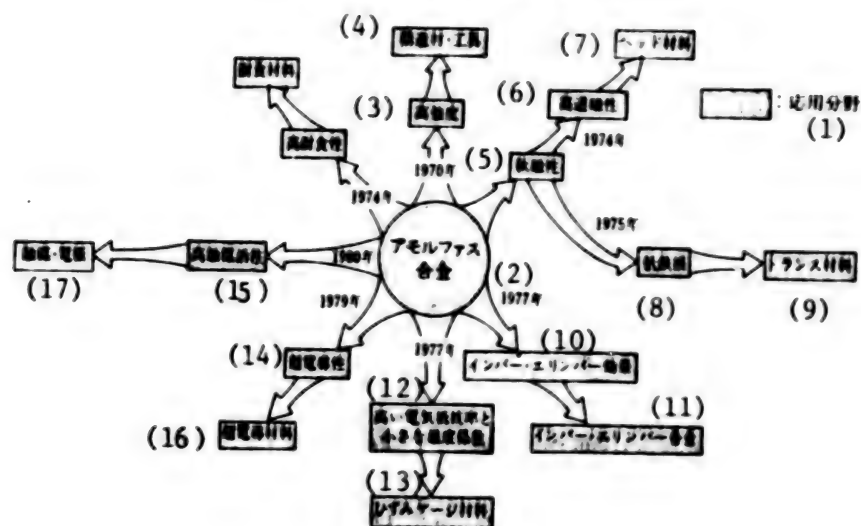 (4)
構造材・工具
(7)
ヘッド材料
耐食材料
(3)
高強度
(6)
高透磁性
: 応用分野
(1)
高耐食性
1976年
(5)
軟磁性
1974年
1974年
1975年
触媒・電極
高触媒活性
1980年
アモルファス
合金
(2)
低鉄損
トランス材料
(17)
(15)
1979年
1977年
(8)
(9)
(14)
超電導性
1977年
(10)
インバー・エリンバー効果
(12)
(11)
(16)
超電導材料
高い電気抵抗率と
小さな温度係数
インバー・エリンバー合金
(13)
ひずみゲージ材料